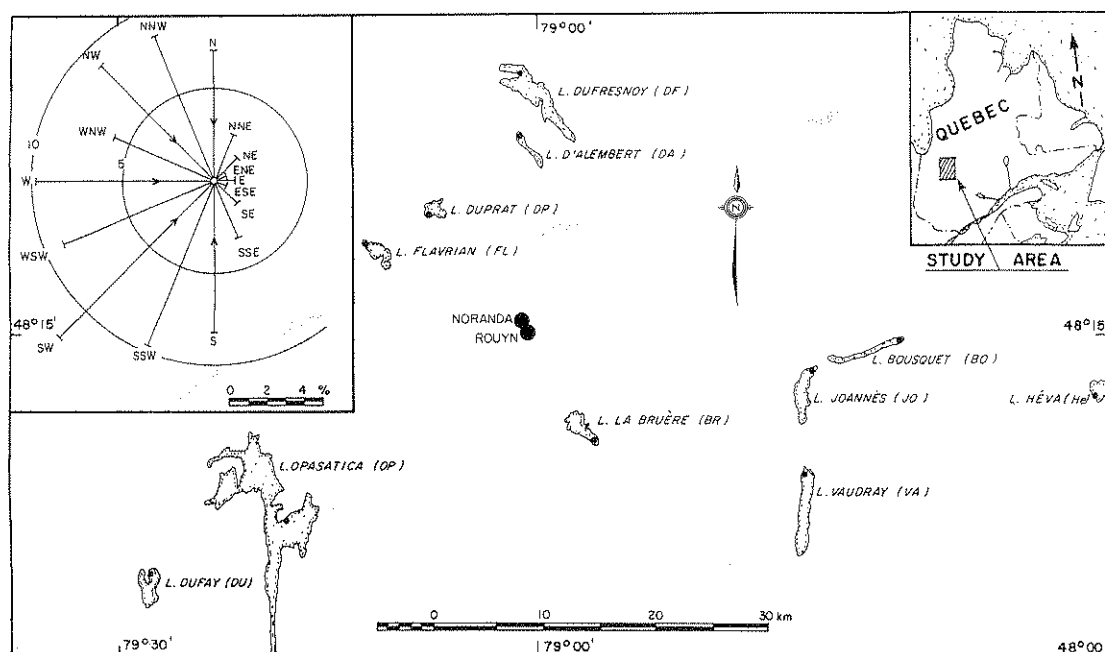 79°00'
NNW
N
NW
NNE
WNW
NE
ENE
10
5
W
E
ESE
SE
SSE
WSW
48°15'
SW
SSW
S
0 2 4 %
L. DUFRESNOY (DF)
L. D'ALEMBERT (DA)
L. DUPRAT (DP)
L. FLAVRIAN (FL)
N
QUEBEC
N
STUDY AREA
NORANDA
ROUYN
48°15'
L. BOUSQUET (BO)
L. JOANNÈS (JO)
L. HÉVA (He)
L. LA BRUÈRE (BR)
L. OPASATICA (OP)
L. VAUDRAY (VA)
L. DUFAY (DU)
0 10 20 30 km
79°30'
79°00'
48°00